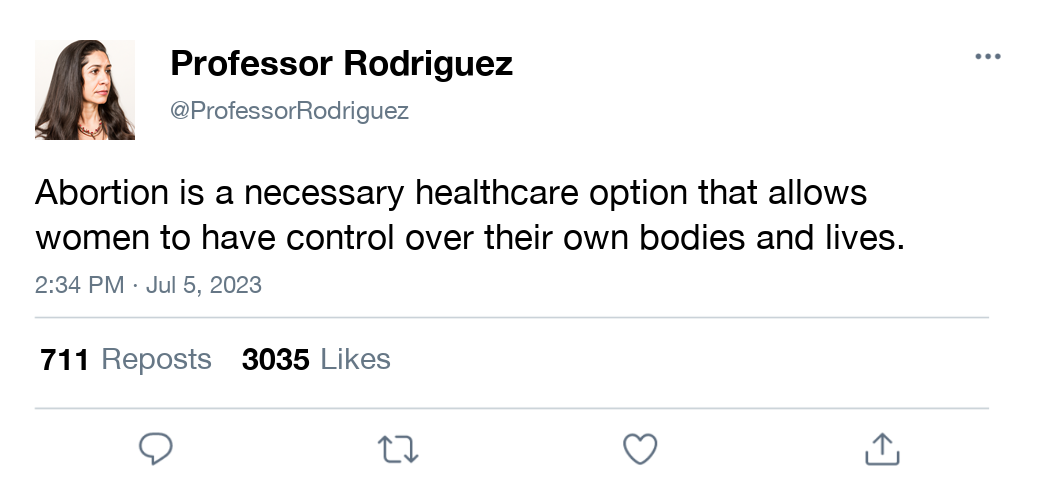 Professor Rodriguez
@ProfessorRodriguez
Abortion is a necessary healthcare option that allows
women to have control over their own bodies and lives.
2:34 PM · Jul 5, 2023
711 Reposts 3035 Likes